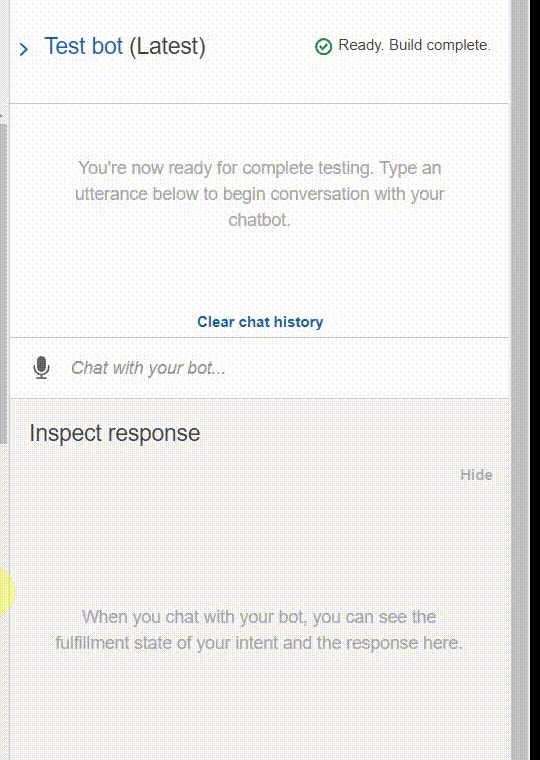 Test bot (Latest)
Ready. Build complete.
You're now ready for complete testing. Type an
utterance below to begin conversation with your
chatbot.
Clear chat history
Chat with your bot...
Inspect response
Hide
When you chat with your bot, you can see the
fulfillment state of your intent and the response here.